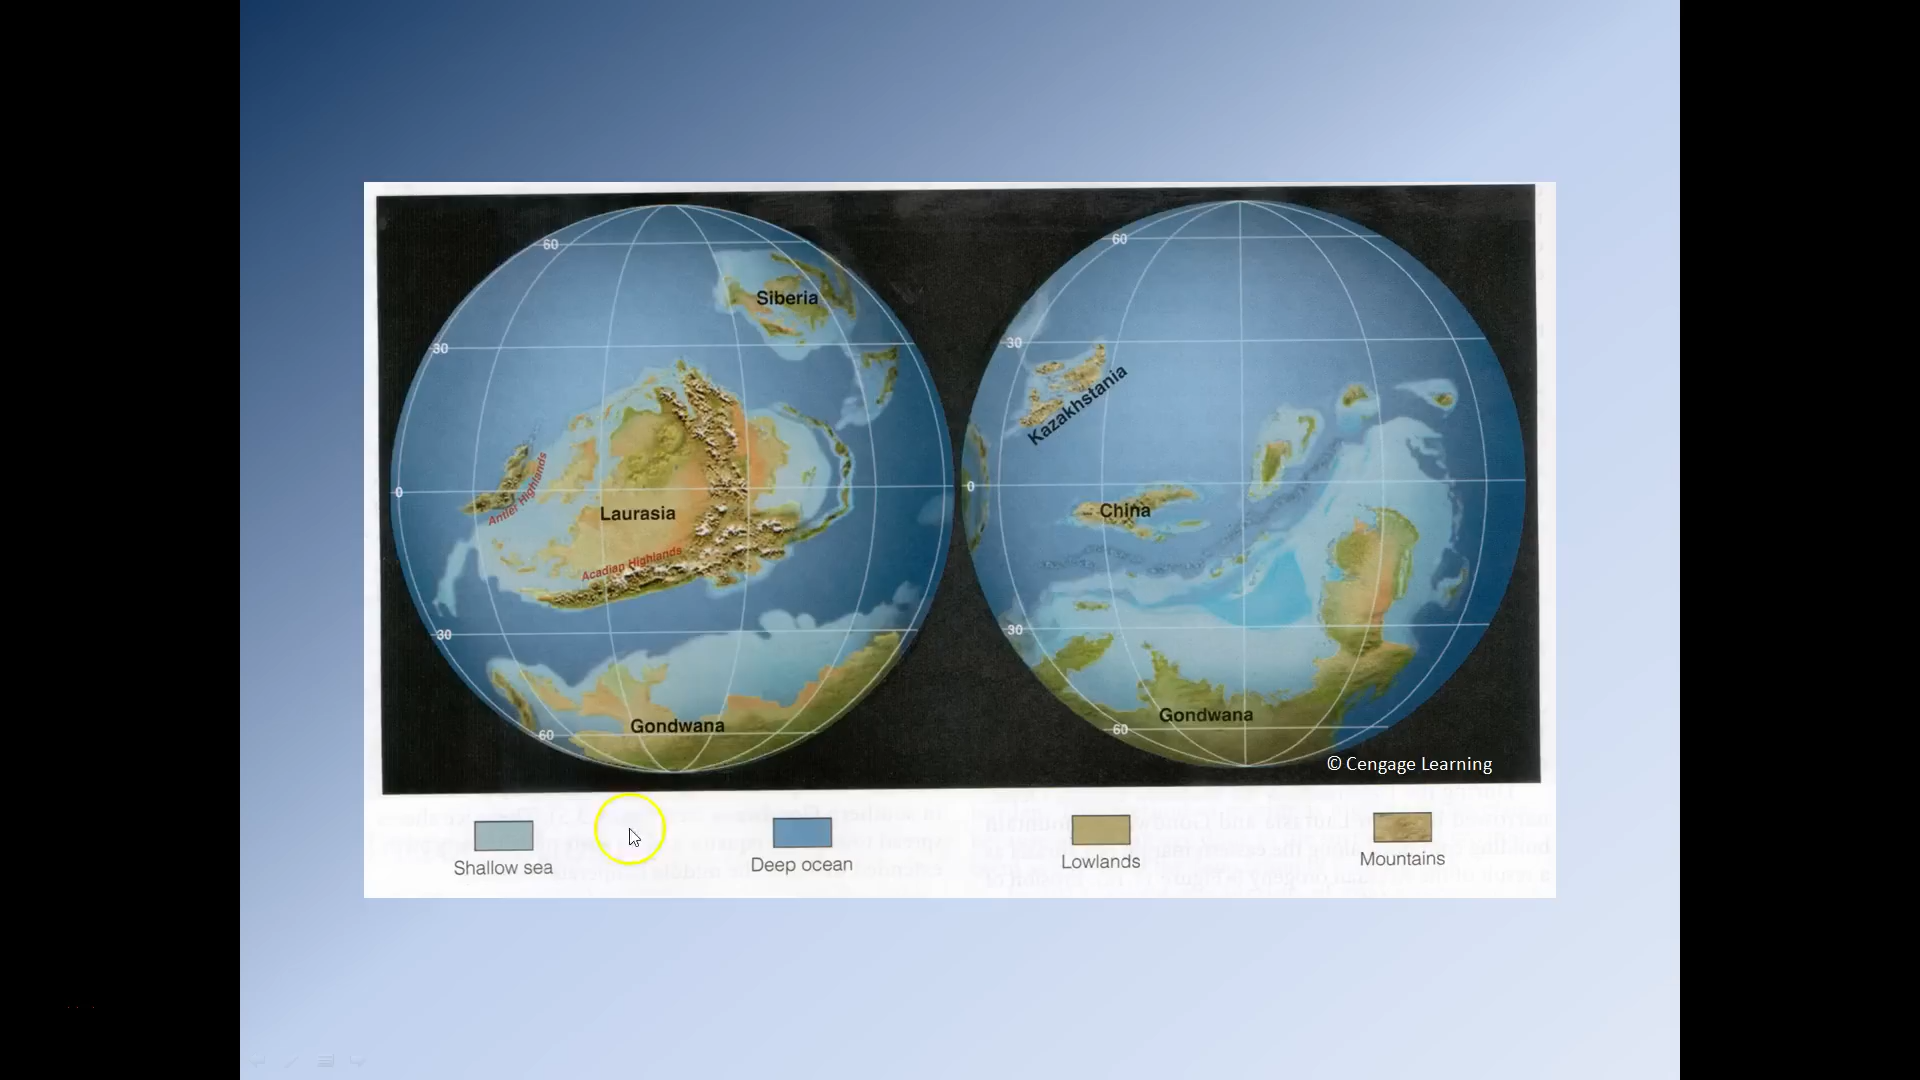 60
Siberia
30
Antler Highlands
0
Laurasia
Acadian Highlands
30
Gondwana
60
60
30
Kazakhstania
0
China
30
Gondwana
60
© Cengage Learning
Shallow sea
Deep ocean
Lowlands
Mountains